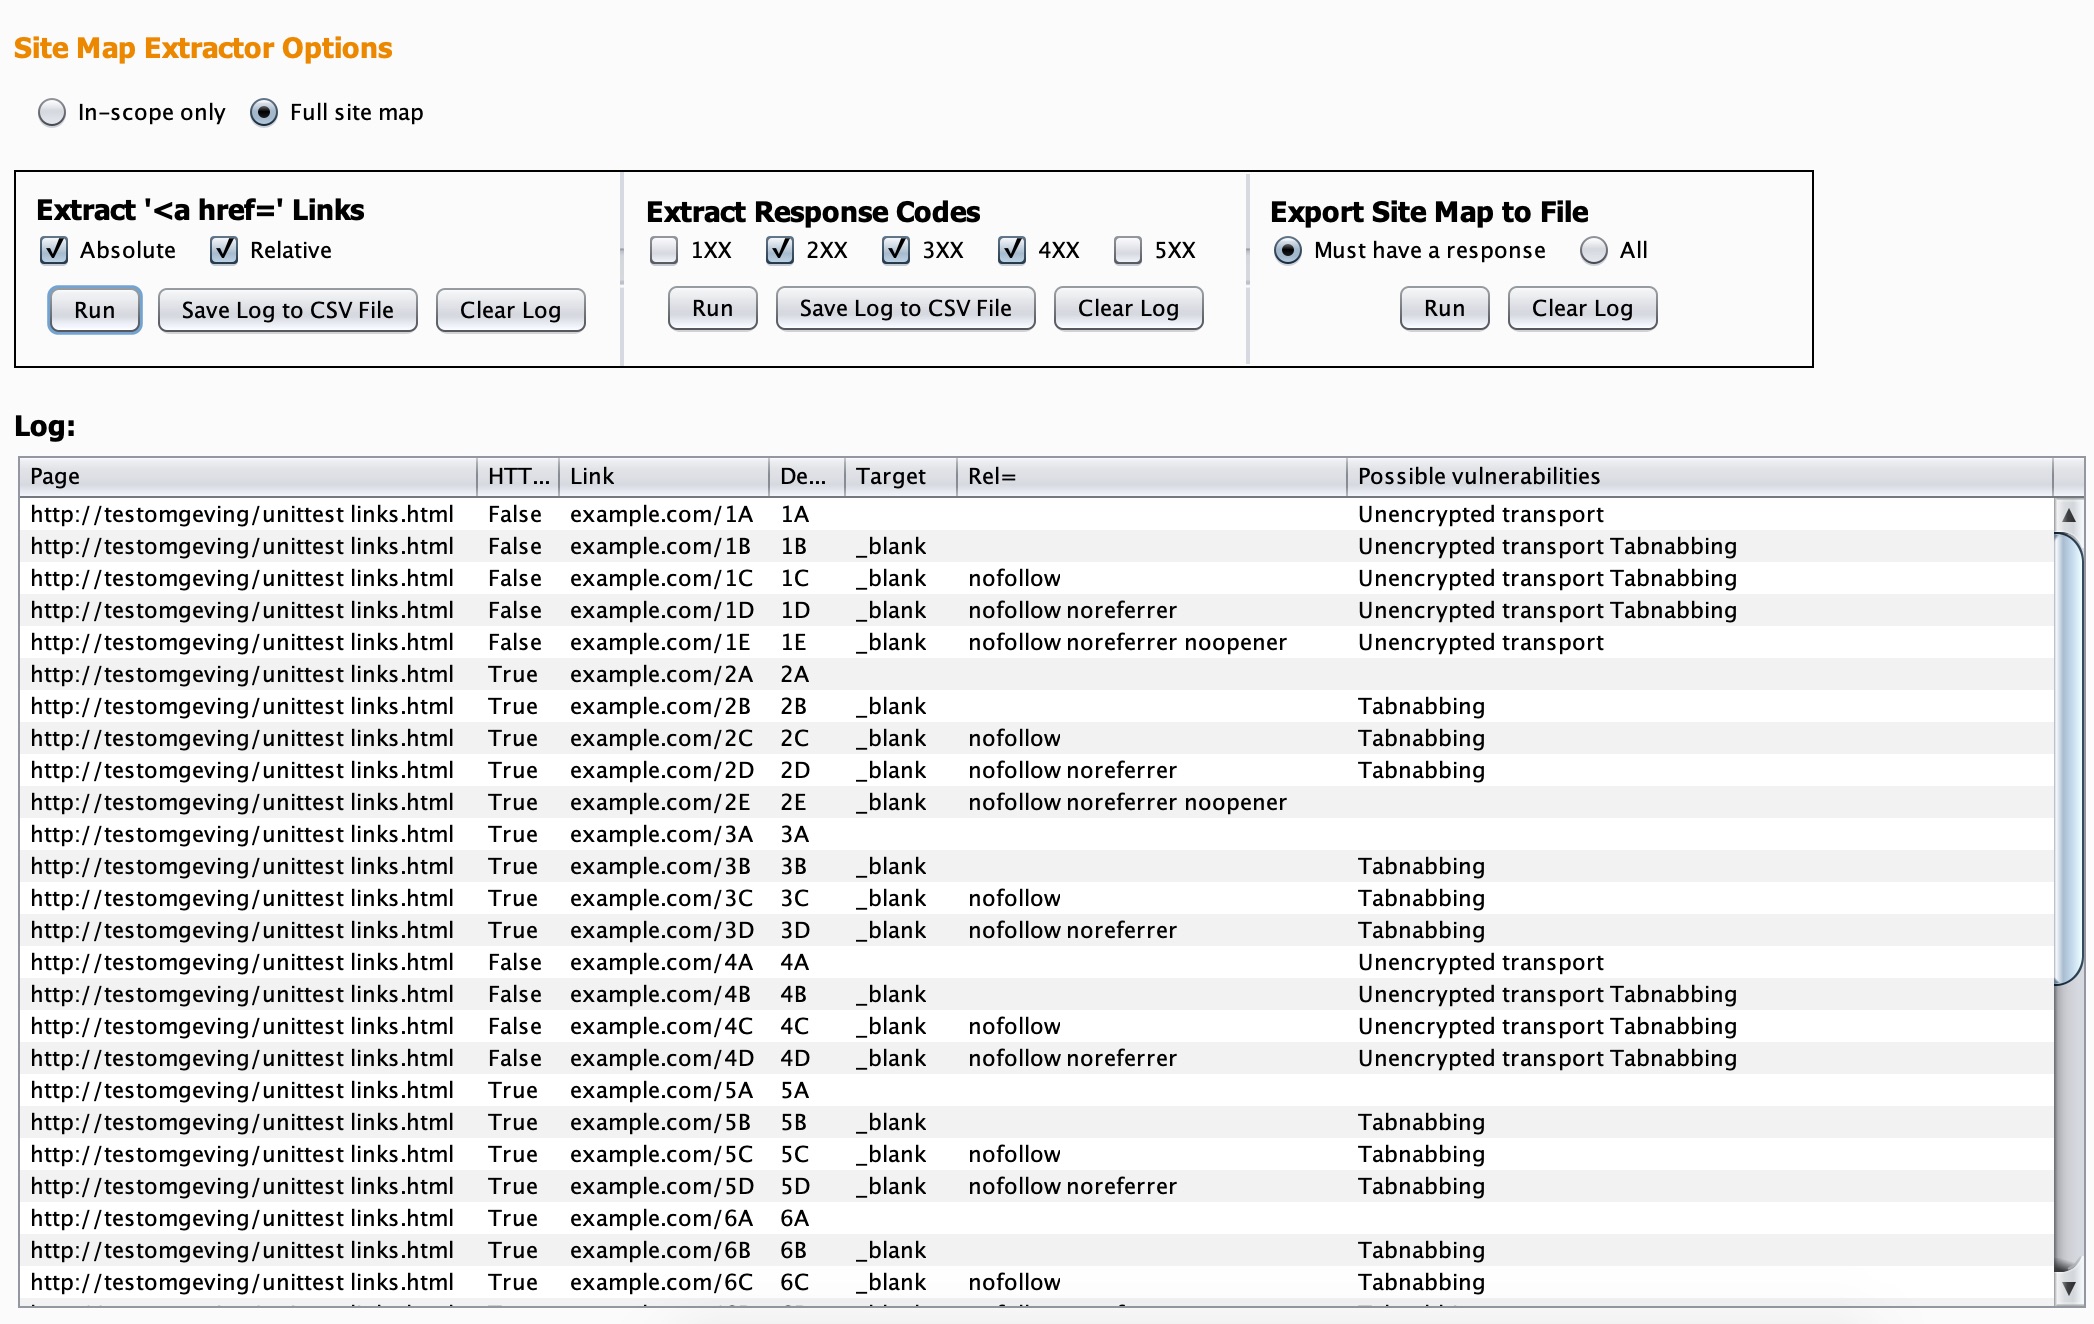 Site Map Extractor Options
In-scope only Full site map
Extract '<a href=' Links
Absolute Relative
Run Save Log to CSV File Clear Log
Extract Response Codes
1XX 2XX 3XX 4XX 5XX
Run Save Log to CSV File Clear Log
Export Site Map to File
Must have a response All
Run Clear Log
Log:
Page HTT... Link De... Target Rel= Possible vulnerabilities
http://testomgeving/unittest links.html False example.com/1A 1A Unencrypted transport
http://testomgeving/unittest links.html False example.com/1B 1B _blank Unencrypted transport Tabnabbing
http://testomgeving/unittest links.html False example.com/1C 1C _blank nofollow Unencrypted transport Tabnabbing
http://testomgeving/unittest links.html False example.com/1D 1D _blank nofollow noreferrer Unencrypted transport Tabnabbing
http://testomgeving/unittest links.html False example.com/1E 1E _blank nofollow noreferrer noopener Unencrypted transport
http://testomgeving/unittest links.html True example.com/2A 2A
http://testomgeving/unittest links.html True example.com/2B 2B _blank Tabnabbing
http://testomgeving/unittest links.html True example.com/2C 2C _blank nofollow Tabnabbing
http://testomgeving/unittest links.html True example.com/2D 2D _blank nofollow noreferrer Tabnabbing
http://testomgeving/unittest links.html True example.com/2E 2E _blank nofollow noreferrer noopener
http://testomgeving/unittest links.html True example.com/3A 3A
http://testomgeving/unittest links.html True example.com/3B 3B _blank Tabnabbing
http://testomgeving/unittest links.html True example.com/3C 3C _blank nofollow Tabnabbing
http://testomgeving/unittest links.html True example.com/3D 3D _blank nofollow noreferrer Tabnabbing
http://testomgeving/unittest links.html False example.com/4A 4A Unencrypted transport
http://testomgeving/unittest links.html False example.com/4B 4B _blank Unencrypted transport Tabnabbing
http://testomgeving/unittest links.html False example.com/4C 4C _blank nofollow Unencrypted transport Tabnabbing
http://testomgeving/unittest links.html False example.com/4D 4D _blank nofollow noreferrer Unencrypted transport Tabnabbing
http://testomgeving/unittest links.html True example.com/5A 5A
http://testomgeving/unittest links.html True example.com/5B 5B _blank Tabnabbing
http://testomgeving/unittest links.html True example.com/5C 5C _blank nofollow Tabnabbing
http://testomgeving/unittest links.html True example.com/5D 5D _blank nofollow noreferrer Tabnabbing
http://testomgeving/unittest links.html True example.com/6A 6A
http://testomgeving/unittest links.html True example.com/6B 6B _blank Tabnabbing
http://testomgeving/unittest links.html True example.com/6C 6C _blank nofollow Tabnabbing